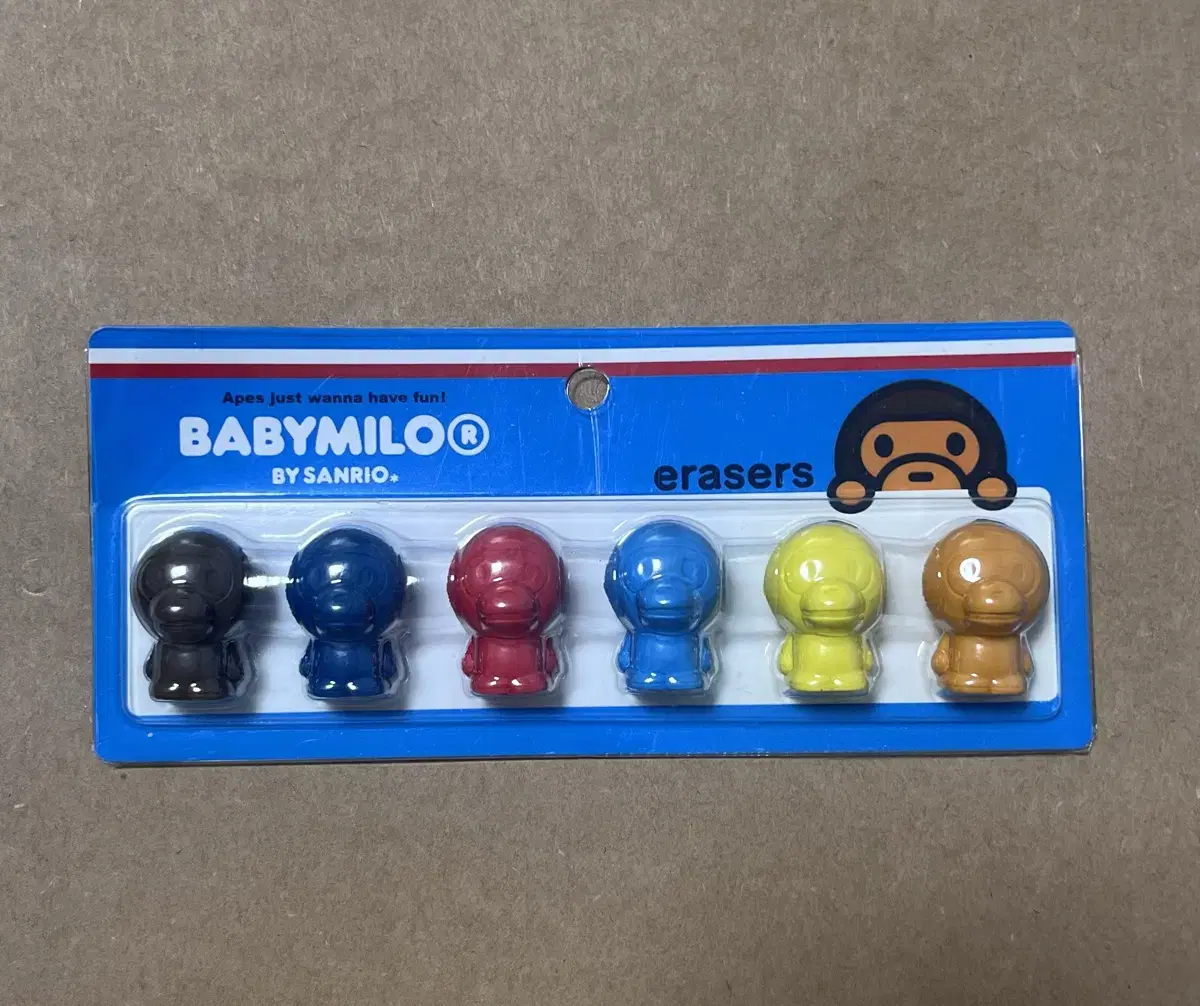 Apes just wanna have fun!
BABYMILO®
BY SANRIO*
erasers